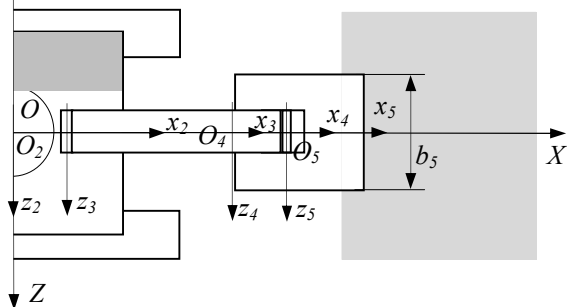 O
x₂
O₄
x₃
x₄
x₅
O₂
O₅
b₅
X
z₂
z₃
z₄
z₅
Z